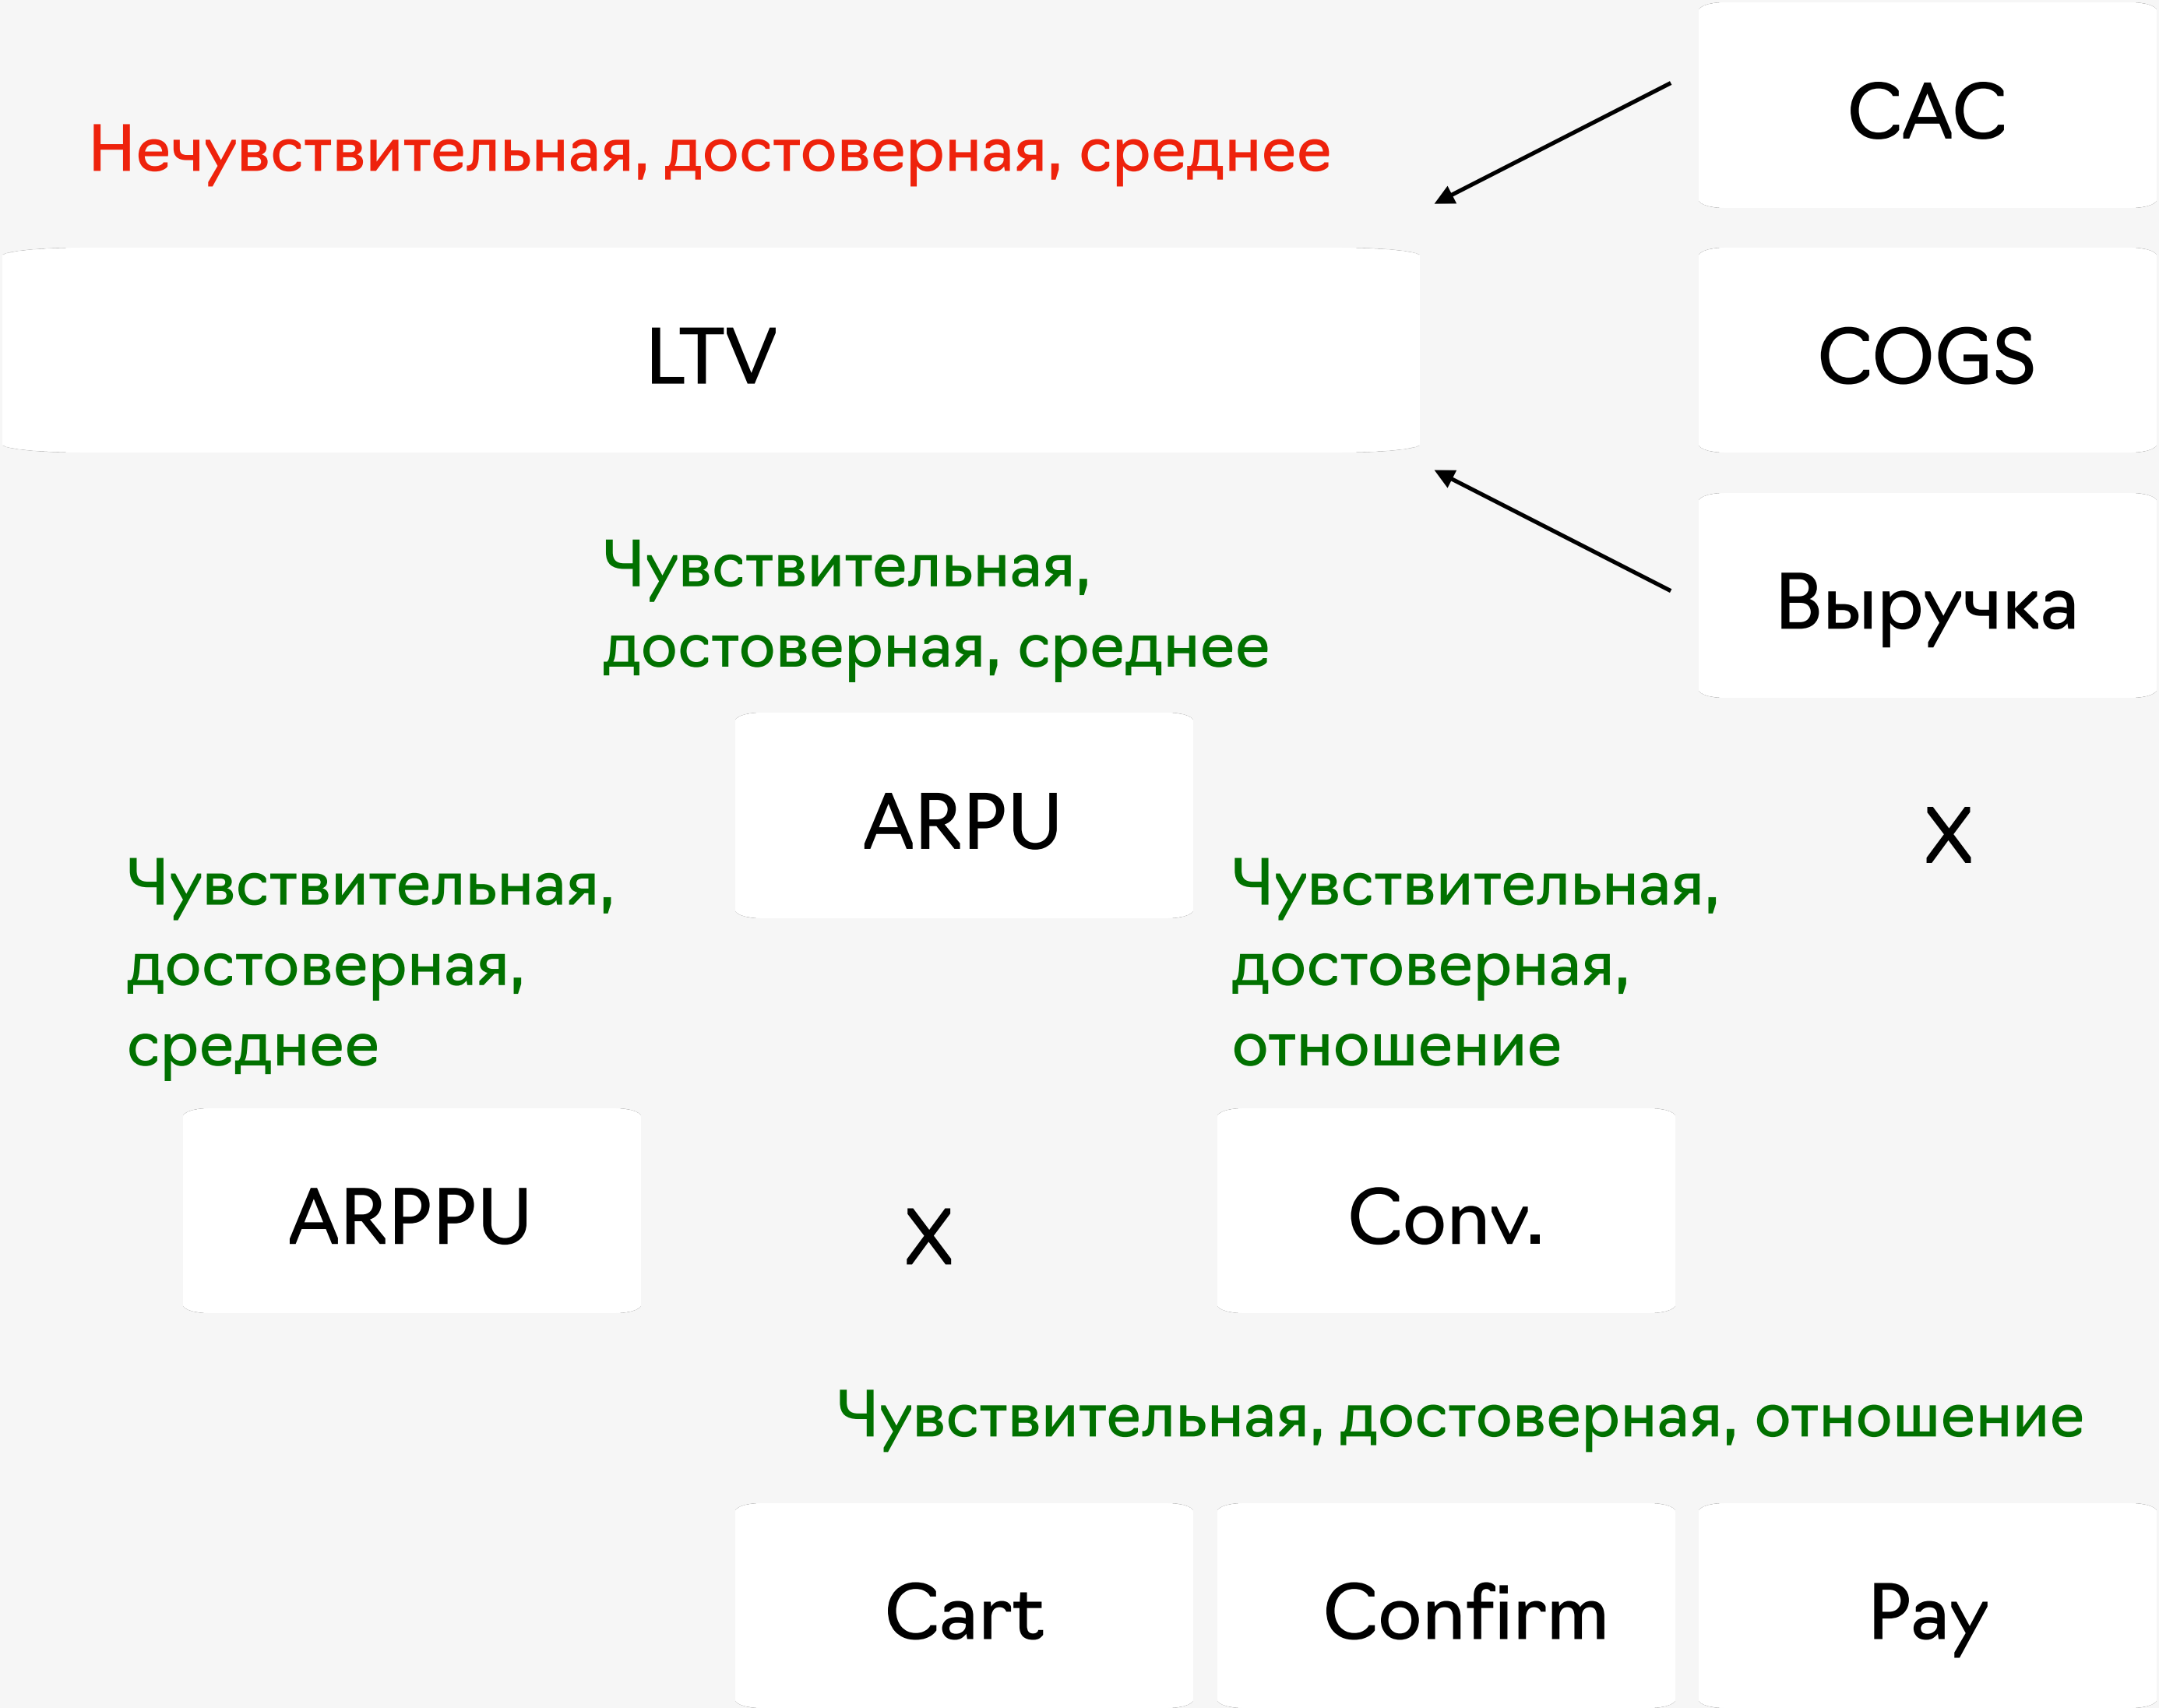 CAC
Нечувствительная, достоверная, среднее
LTV
COGS
Выручка
Чувствительная,
достоверная, среднее
ARPU
X
Чувствительная,
достоверная,
среднее
Чувствительная,
достоверная,
отношение
ARPPU
X
Conv.
Чувствительная, достоверная, отношение
Cart
Confirm
Pay